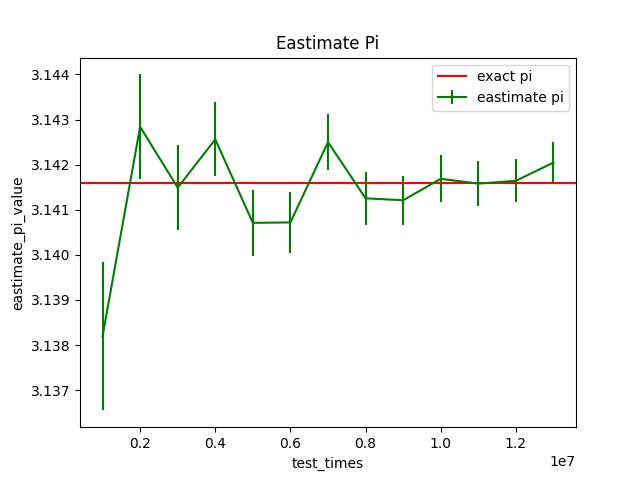 Eastimate Pi
exact pi
eastimate pi
eastimate_pi_value
3.144
3.143
3.142
3.141
3.140
3.139
3.138
3.137
0.2 0.4 0.6 0.8 1.0 1.2
1e7
test_times